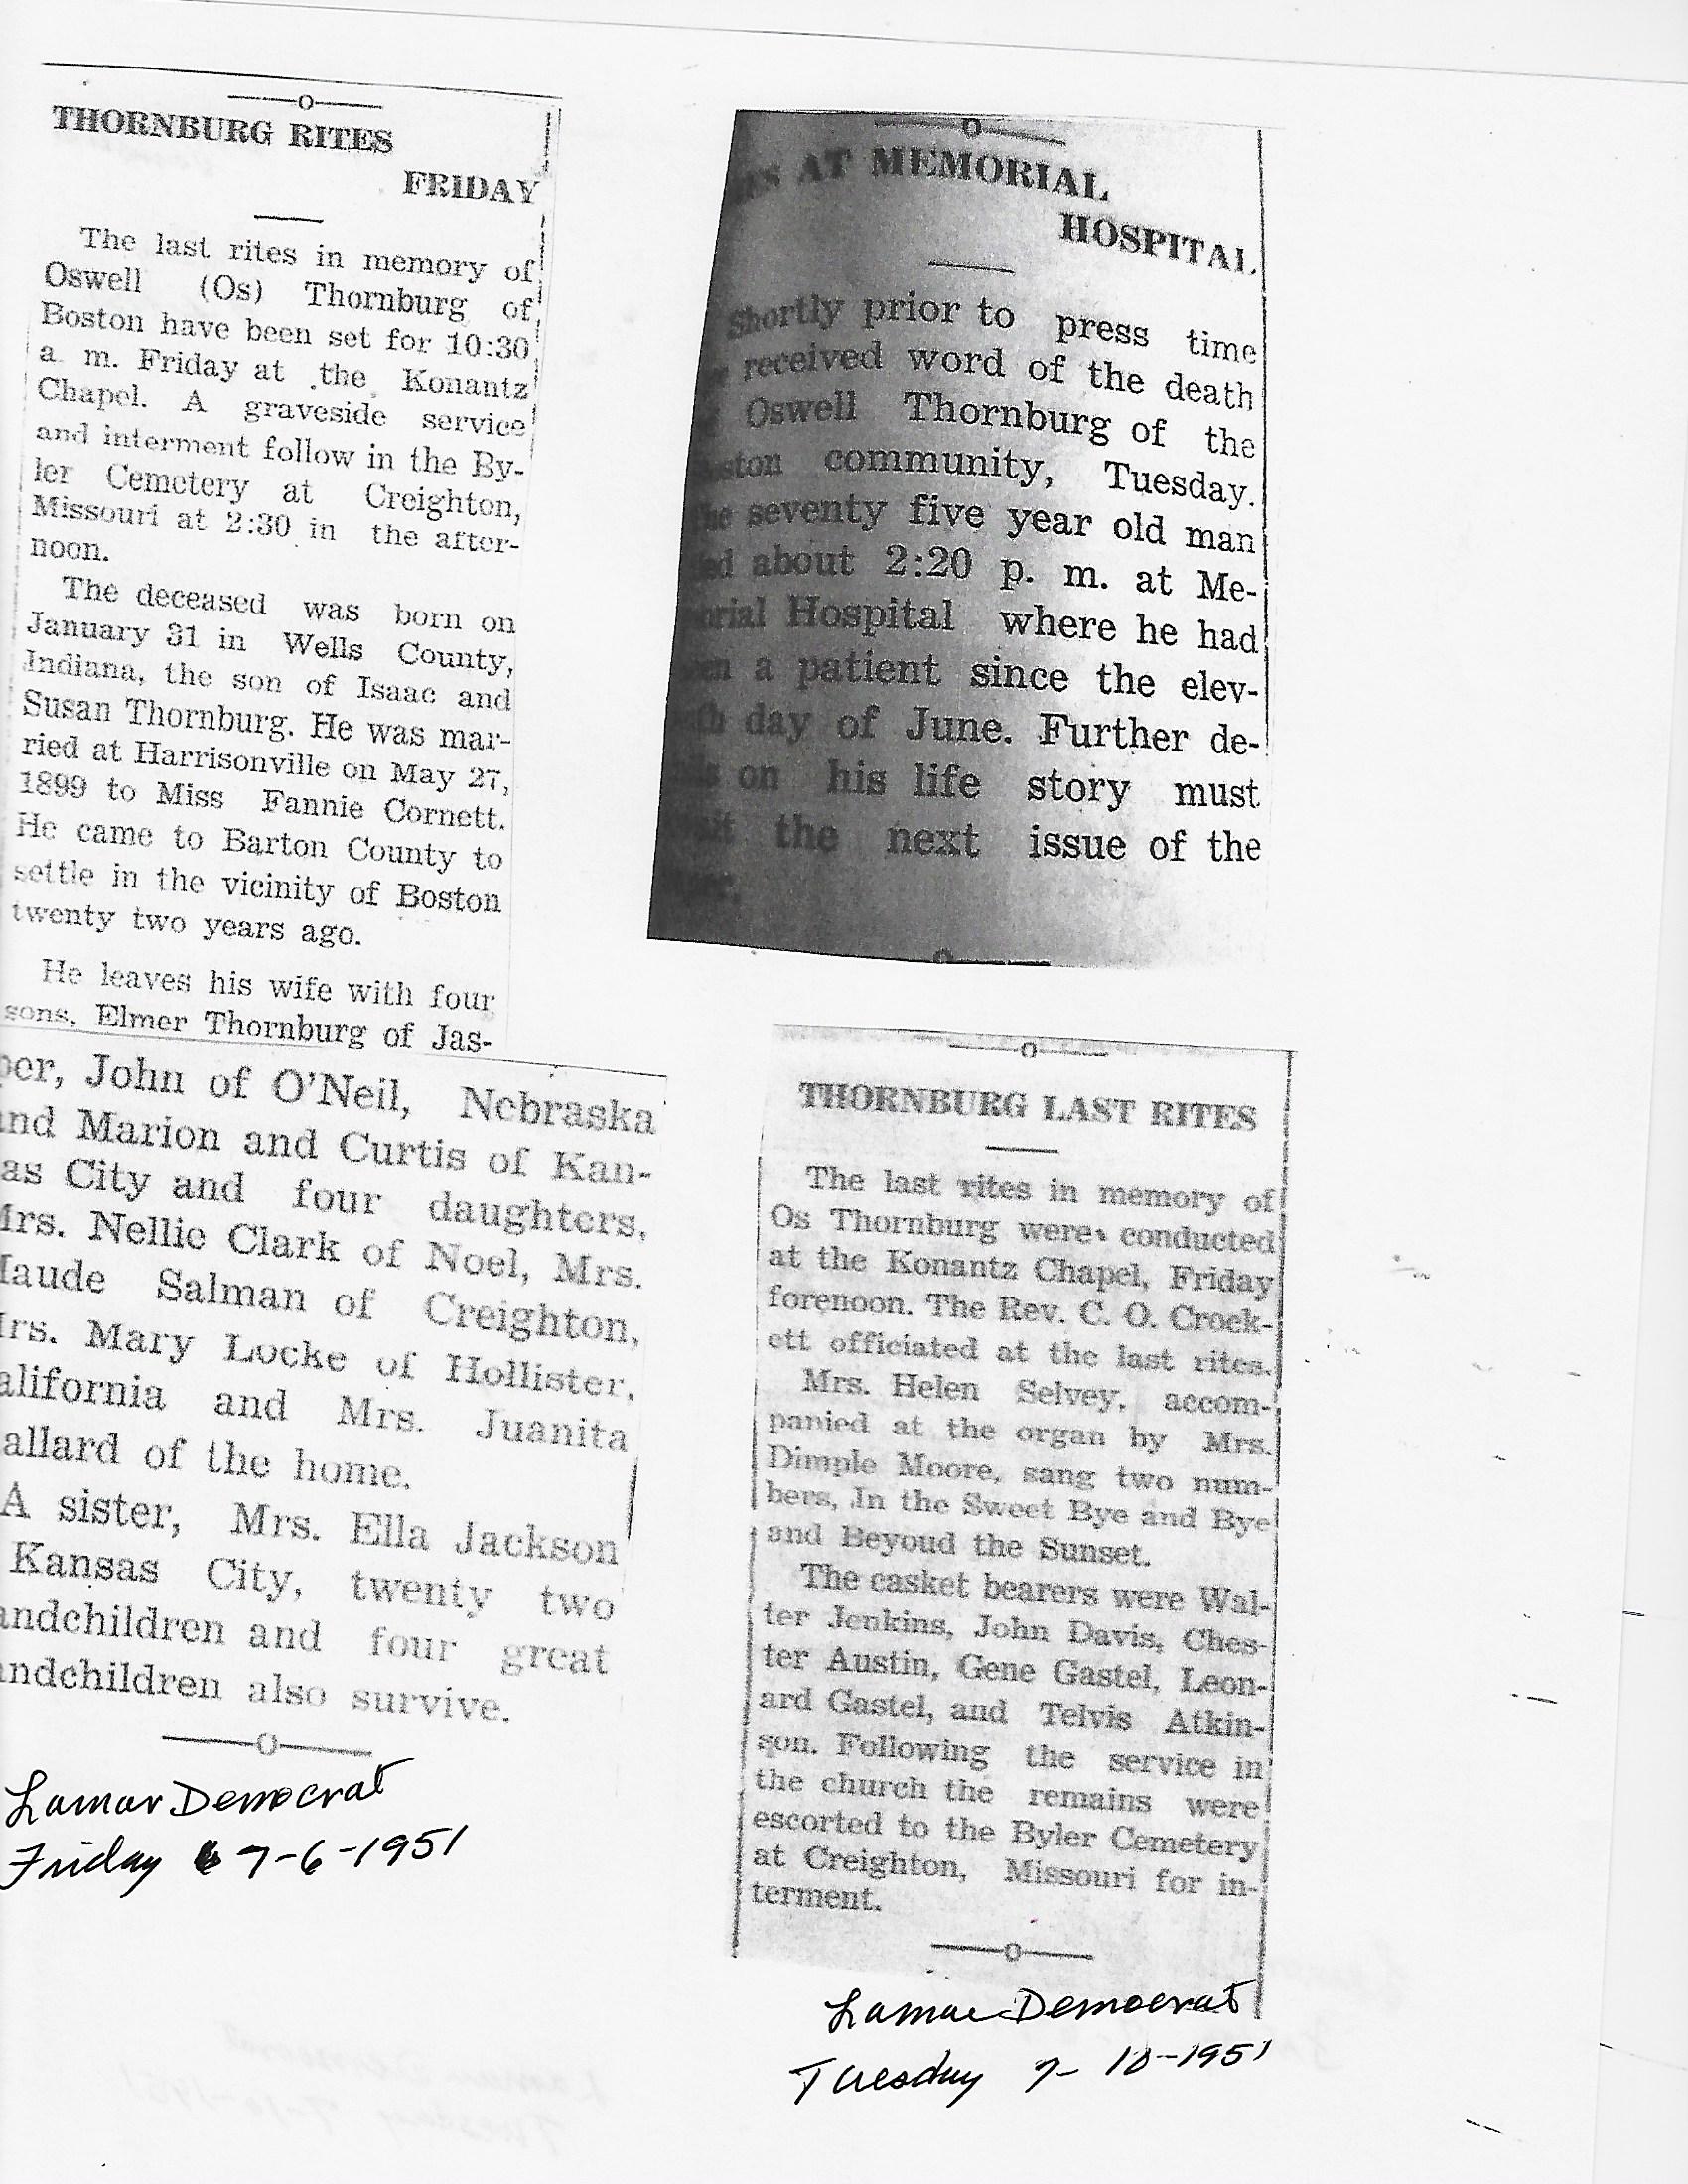 THORNBURG RITES
FRIDAY
The last rites in memory of
Oswell (Os) Thornburg of
Boston have been set for 10:30
a. m. Friday at the Konantz
Chapel. A graveside service
and interment follow in the By-
ler Cemetery at Creighton,
Missouri at 2:30 in the after-
noon.
The deceased was born on
January 31 in Wells County,
Indiana, the son of Isaac and
Susan Thornburg. He was mar-
ried at Harrisonville on May 27,
1899 to Miss Fannie Cornett.
He came to Barton County to
settle in the vicinity of Boston
twenty two years ago.
He leaves his wife with four
sons, Elmer Thornburg of Jas-
per, John of O'Neil, Nebraska
and Marion and Curtis of Kan-
as City and four daughters,
Mrs. Nellie Clark of Noel, Mrs.
Maude Salman of Creighton,
Mrs. Mary Locke of Hollister,
alifornia and Mrs. Juanita
allard of the home.
A sister, Mrs. Ella Jackson
Kansas City, twenty two
andchildren and four great
andchildren also survive.
Lamar Democrat
Friday 7-6-1951
AT MEMORIAL
HOSPITAL
Shortly prior to press time
received word of the death
Oswell Thornburg of the
ston community, Tuesday.
The seventy five year old man
ed about 2:20 p. m. at Me-
orial Hospital where he had
en a patient since the elev-
th day of June. Further de-
ls on his life story must
the next issue of the
THORNBURG LAST RITES
The last rites in memory of
Os Thornburg were conducted
at the Konantz Chapel, Friday
forenoon. The Rev. C. O. Crock-
ett officiated at the last rites.
Mrs. Helen Selvey, accom-
panied at the organ by Mrs.
Dimple Moore, sang two num-
bers, In the Sweet Bye and Bye
and Beyoud the Sunset.
The casket bearers were Wal-
ter Jenkins, John Davis, Ches-
ter Austin, Gene Gastel, Leon-
ard Gastel, and Telvis Atkin-
son. Following the service in
the church the remains were
escorted to the Byler Cemetery
at Creighton, Missouri for in-
terment.
Lamar Democrat
Tuesday 7-10-1951